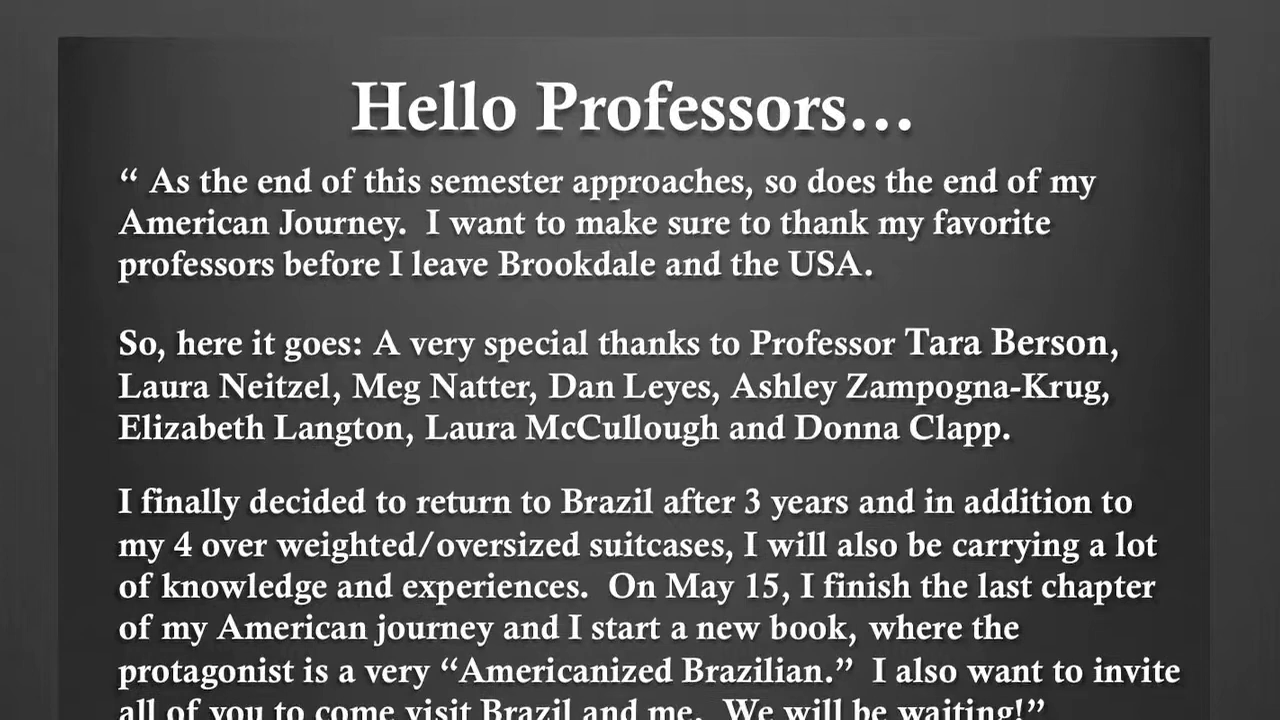 Hello Professors…
“ As the end of this semester approaches, so does the end of my
American Journey.  I want to make sure to thank my favorite
professors before I leave Brookdale and the USA.
So, here it goes: A very special thanks to Professor Tara Berson,
Laura Neitzel, Meg Natter, Dan Leyes, Ashley Zampogna-Krug,
Elizabeth Langton, Laura McCullough and Donna Clapp.
I finally decided to return to Brazil after 3 years and in addition to
my 4 over weighted/oversized suitcases, I will also be carrying a lot
of knowledge and experiences.  On May 15, I finish the last chapter
of my American journey and I start a new book, where the
protagonist is a very “Americanized Brazilian.”  I also want to invite
all of you to come visit Brazil and me.  We will be waiting!”